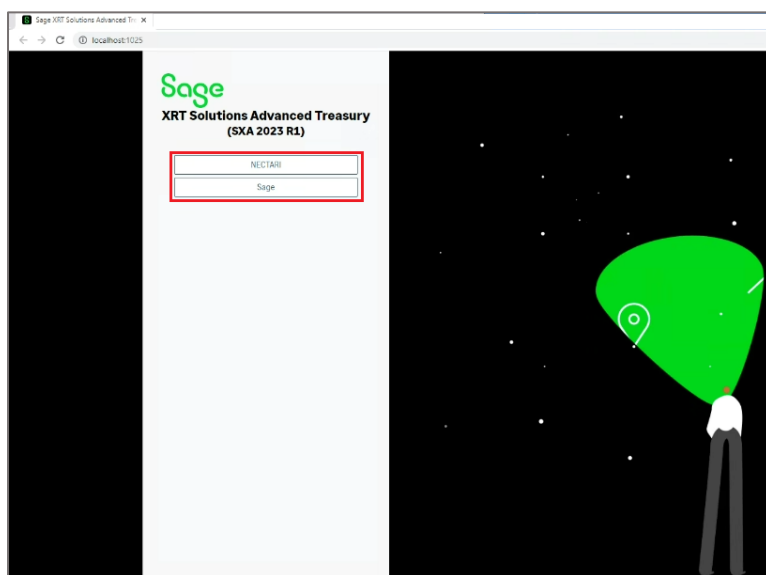 Sage XRT Solutions Advanced Tr
localhost:1025
Sage
XRT Solutions Advanced Treasury
(SXA 2023 R1)
NECTARI
Sage